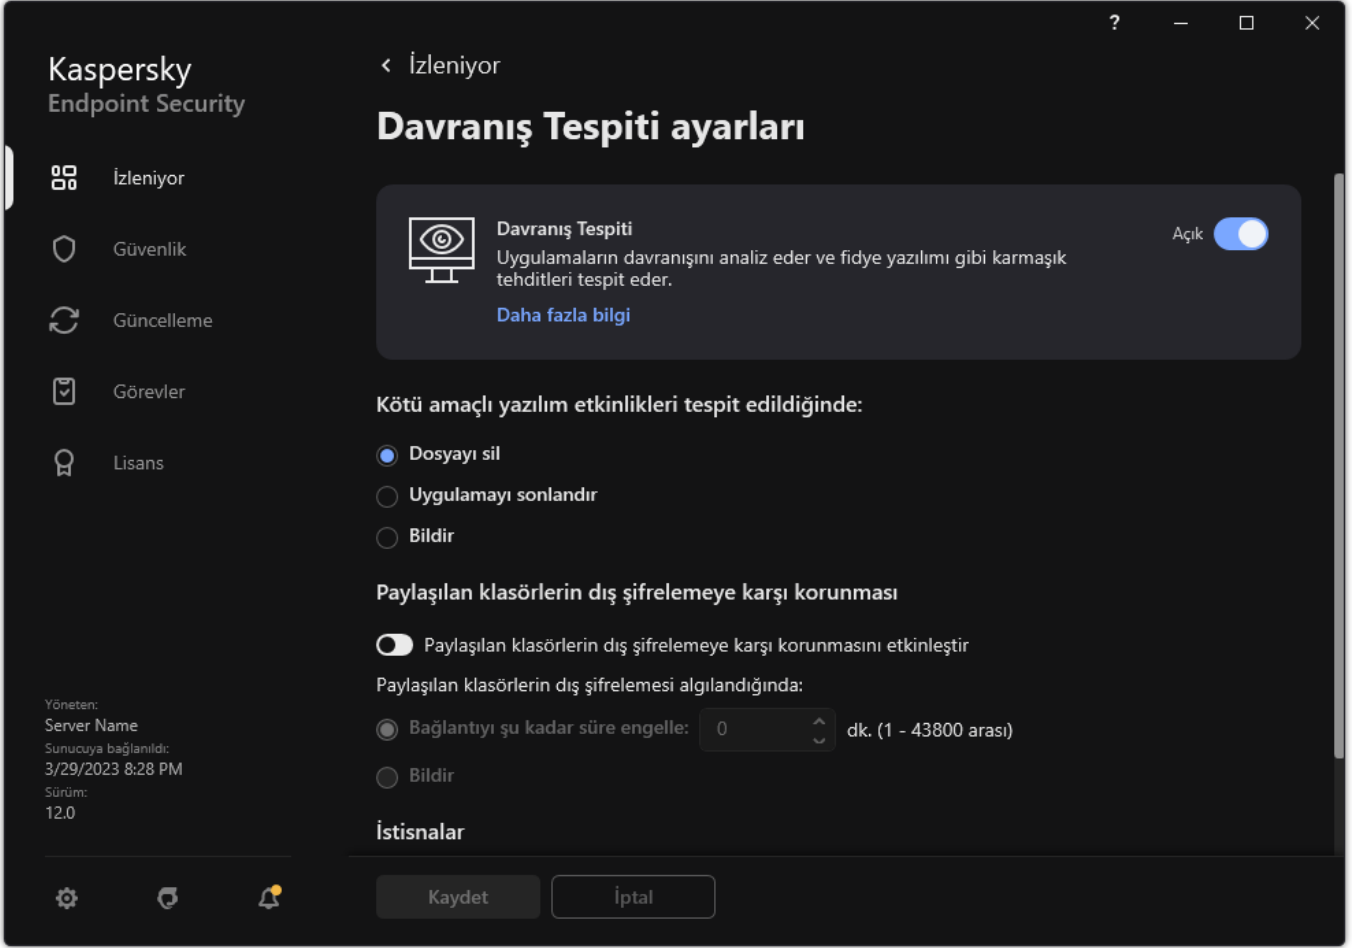 ?
Kaspersky
Endpoint Security
İzleniyor
Güvenlik
Güncelleme
Görevler
Lisans
Yöneten:
Server Name
Sunucuya bağlanıldı:
3/29/2023 8:28 PM
Sürüm:
12.0
İzleniyor
Davranış Tespiti ayarları
Davranış Tespiti
Açık
Uygulamaların davranışını analiz eder ve fidye yazılımı gibi karmaşık
tehditleri tespit eder.
Daha fazla bilgi
Kötü amaçlı yazılım etkinlikleri tespit edildiğinde:
Dosyayı sil
Uygulamayı sonlandır
Bildir
Paylaşılan klasörlerin dış şifrelemeye karşı korunması
Paylaşılan klasörlerin dış şifrelemeye karşı korunmasını etkinleştir
Paylaşılan klasörlerin dış şifrelemesi algılandığında:
Bağlantıyı şu kadar süre engelle: 0 dk. (1 - 43800 arası)
Bildir
İstisnalar
Kaydet İptal